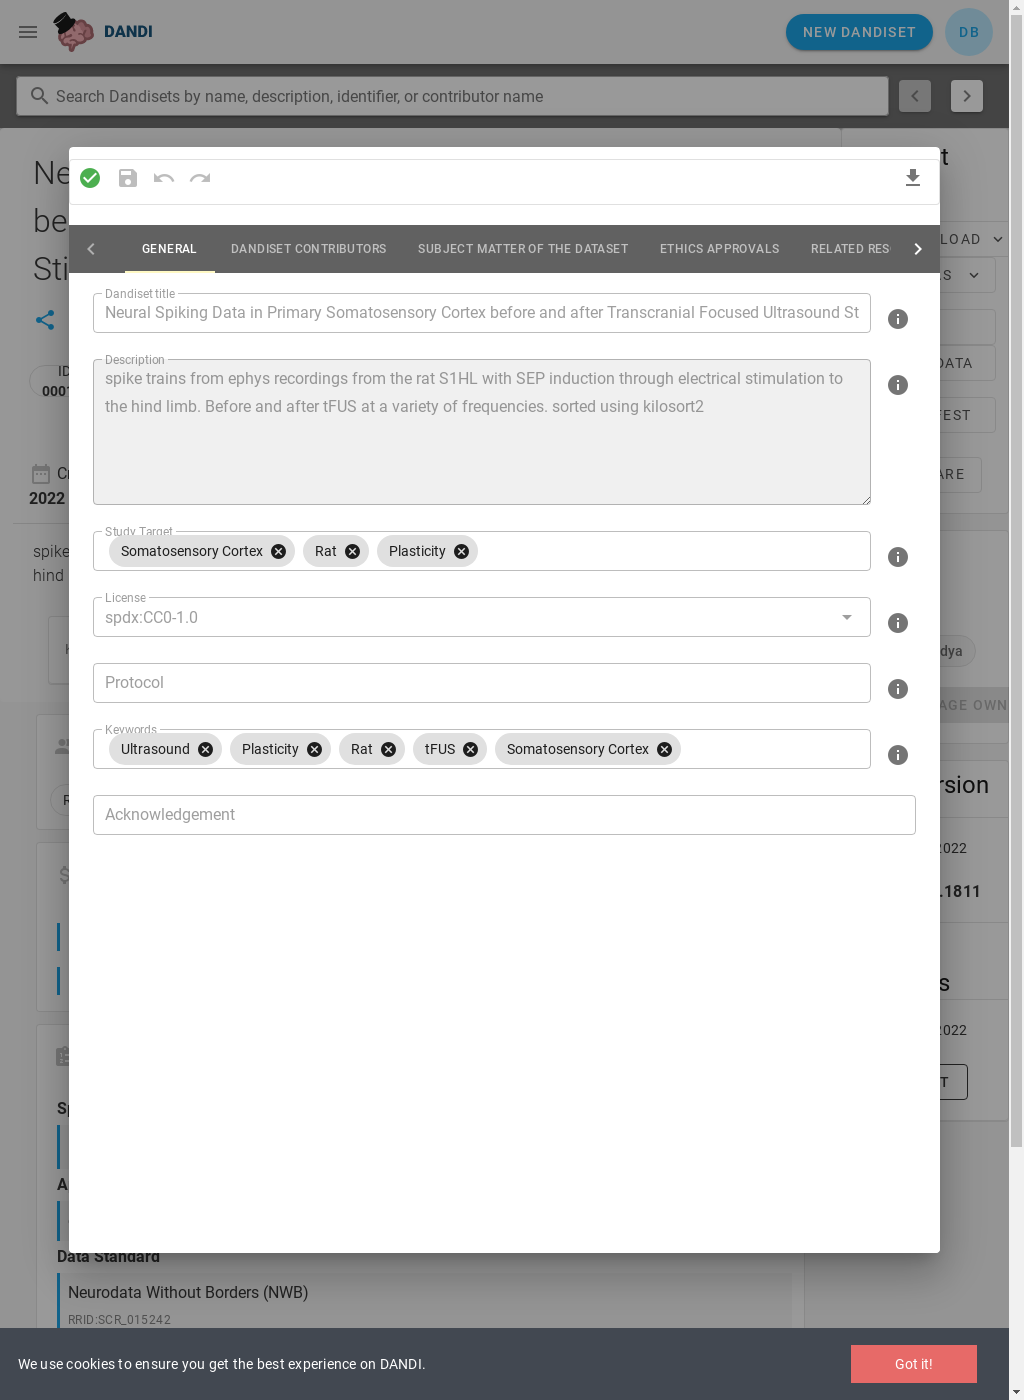 DANDI
NEW DANDISET
DB
Search Dandisets by name, description, identifier, or contributor name
GENERAL
DANDISET CONTRIBUTORS
SUBJECT MATTER OF THE DATASET
ETHICS APPROVALS
RELATED RES
Dandiset title
Neural Spiking Data in Primary Somatosensory Cortex before and after Transcranial Focused Ultrasound St
Description
spike trains from ephys recordings from the rat S1HL with SEP induction through electrical stimulation to
the hind limb. Before and after tFUS at a variety of frequencies. sorted using kilosort2
Study Target
Somatosensory Cortex
Rat
Plasticity
License
spdx:CC0-1.0
Protocol
Keywords
Ultrasound
Plasticity
Rat
tFUS
Somatosensory Cortex
Acknowledgement
be
Sti
ID
0001
2022
spike
hind
LOAD
S
DATA
FEST
ARE
dya
AGE OWN
rsion
2022
.1811
s
2022
T
Data Standard
Neurodata Without Borders (NWB)
RRID:SCR_015242
We use cookies to ensure you get the best experience on DANDI.
Got it!